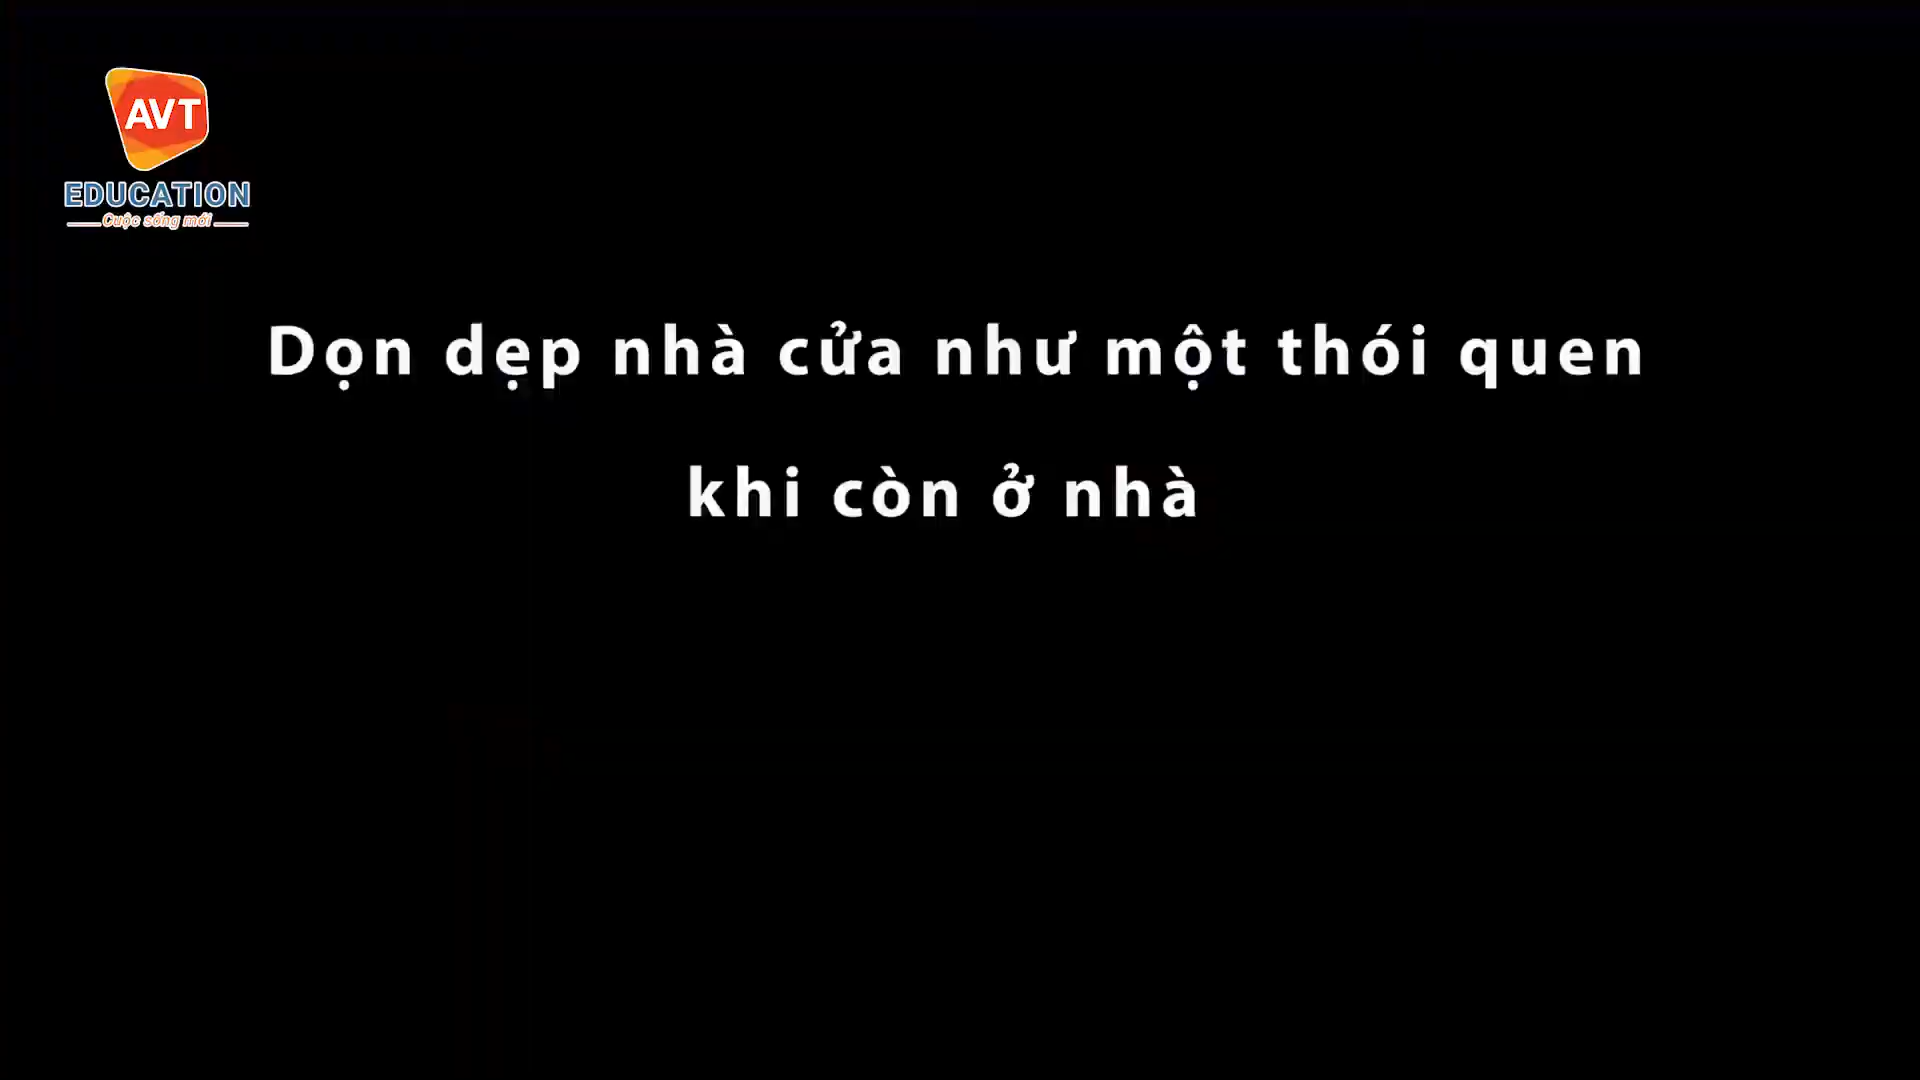 AVT
EDUCATION
Cuộc sống mới
Dọn dẹp nhà cửa như một thói quen
khi còn ở nhà